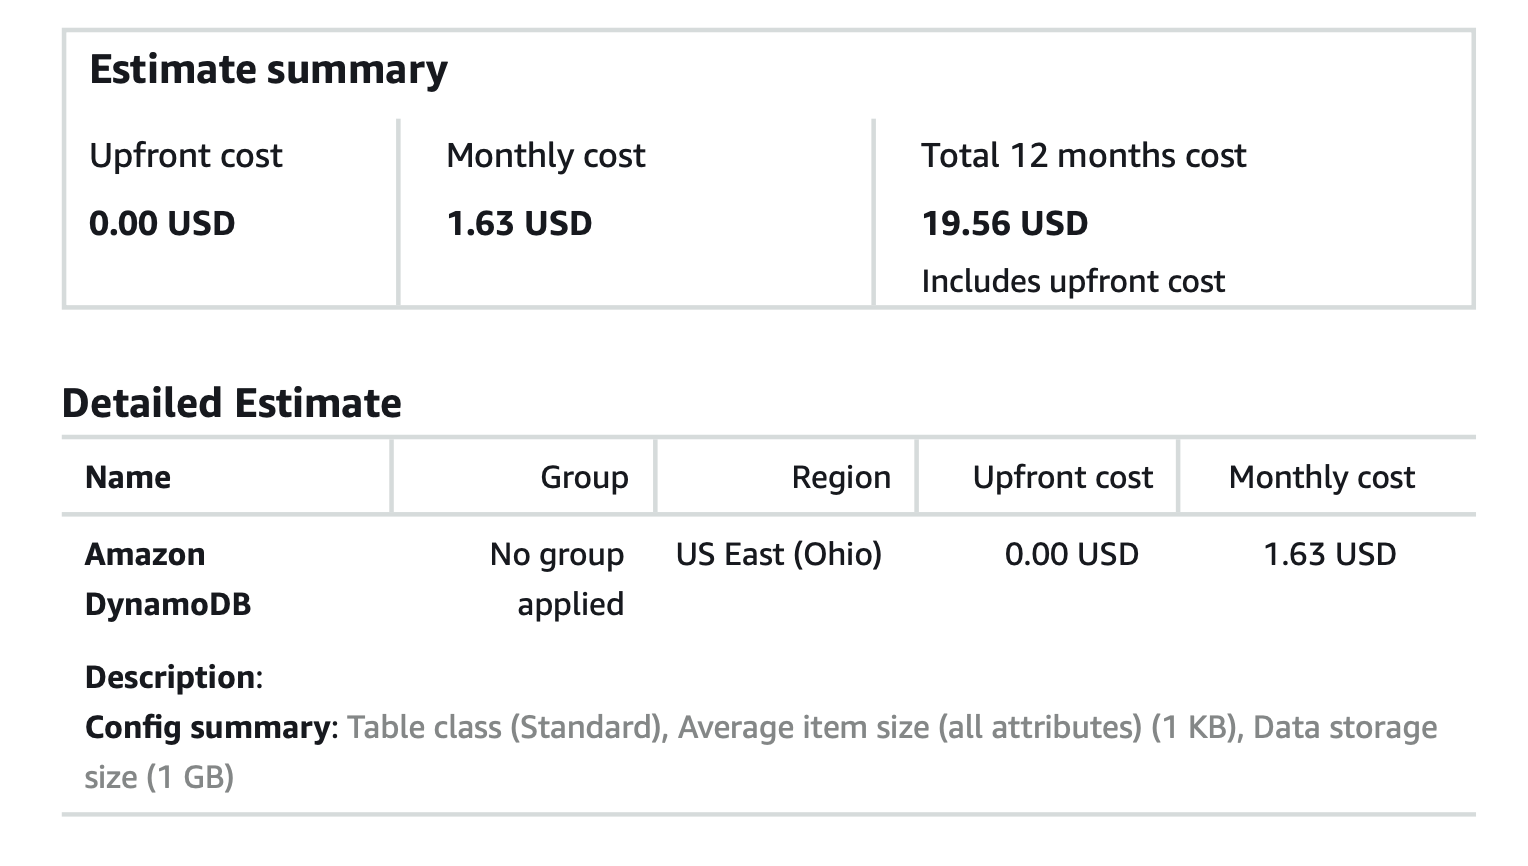 Estimate summary
Upfront cost
Monthly cost
Total 12 months cost
0.00 USD
1.63 USD
19.56 USD
Includes upfront cost
Detailed Estimate
Name
Group
Region
Upfront cost
Monthly cost
Amazon
DynamoDB
No group
applied
US East (Ohio)
0.00 USD
1.63 USD
Description:
Config summary: Table class (Standard), Average item size (all attributes) (1 KB), Data storage
size (1 GB)